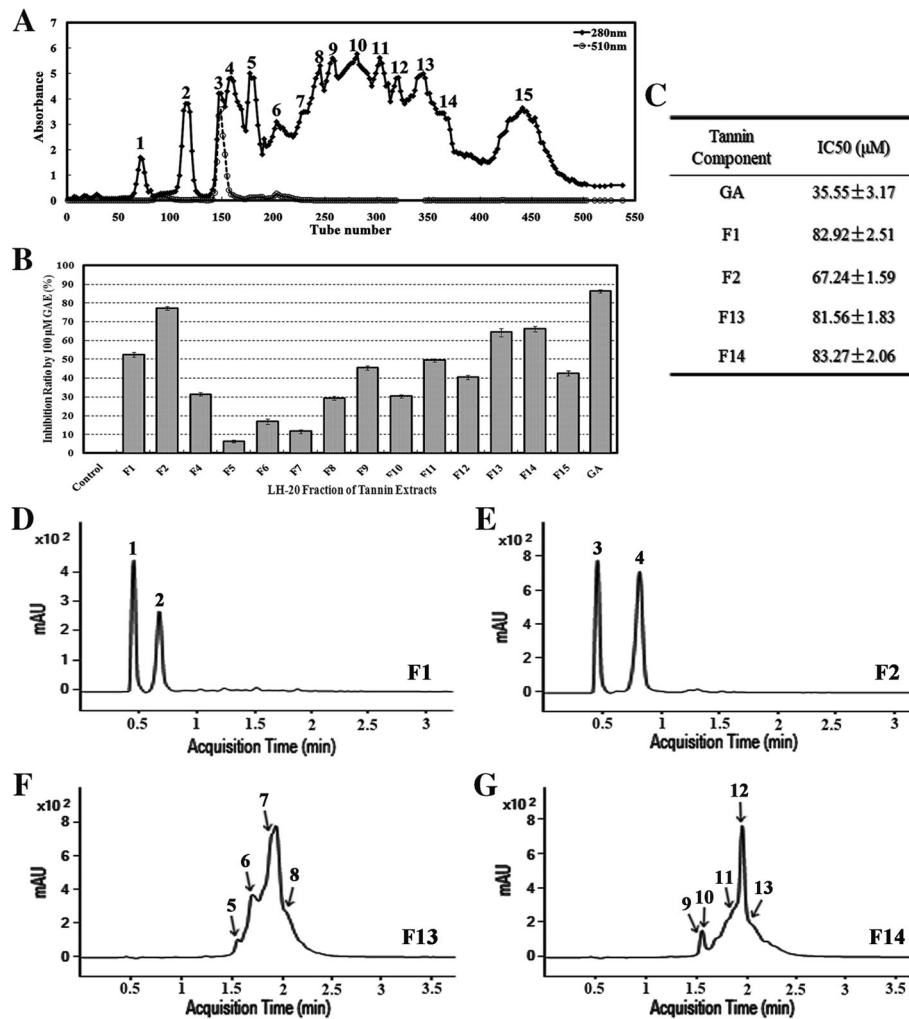 A
7
6
5
4
3
2
1
0
Absorbance
0 50 100 150 200 250 300 350 400 450 500 550
Tube number
280nm
510nm
1 2 3 4 5 6 7 8 9 10 11 12 13 14 15
B
100
90
80
70
60
50
40
30
20
10
0
Inhibition Ratio by 100 μM GAE (%)
Control F1 F2 F4 F5 F6 F7 F8 F9 F10 F11 F12 F13 F14 F15 GA
LH-20 Fraction of Tannin Extracts
C
Tannin Component IC50 (μM)
GA 35.55±3.17
F1 82.92±2.51
F2 67.24±1.59
F13 81.56±1.83
F14 83.27±2.06
D
x10 2
4
2
0
mAU
1 2
F1
0.5 1 1.5 2 2.5 3
Acquisition Time (min)
E
x10 2
8
6
4
2
0
mAU
3 4
F2
0.5 1 1.5 2 2.5 3
Acquisition Time (min)
F
x10 2
8
6
4
2
0
mAU
5 6 7 8
F13
0.5 1 1.5 2 2.5 3 3.5
Acquisition Time (min)
G
x10 2
8
6
4
2
0
mAU
9 10 11 12 13
F14
0.5 1 1.5 2 2.5 3 3.5
Acquisition Time (min)